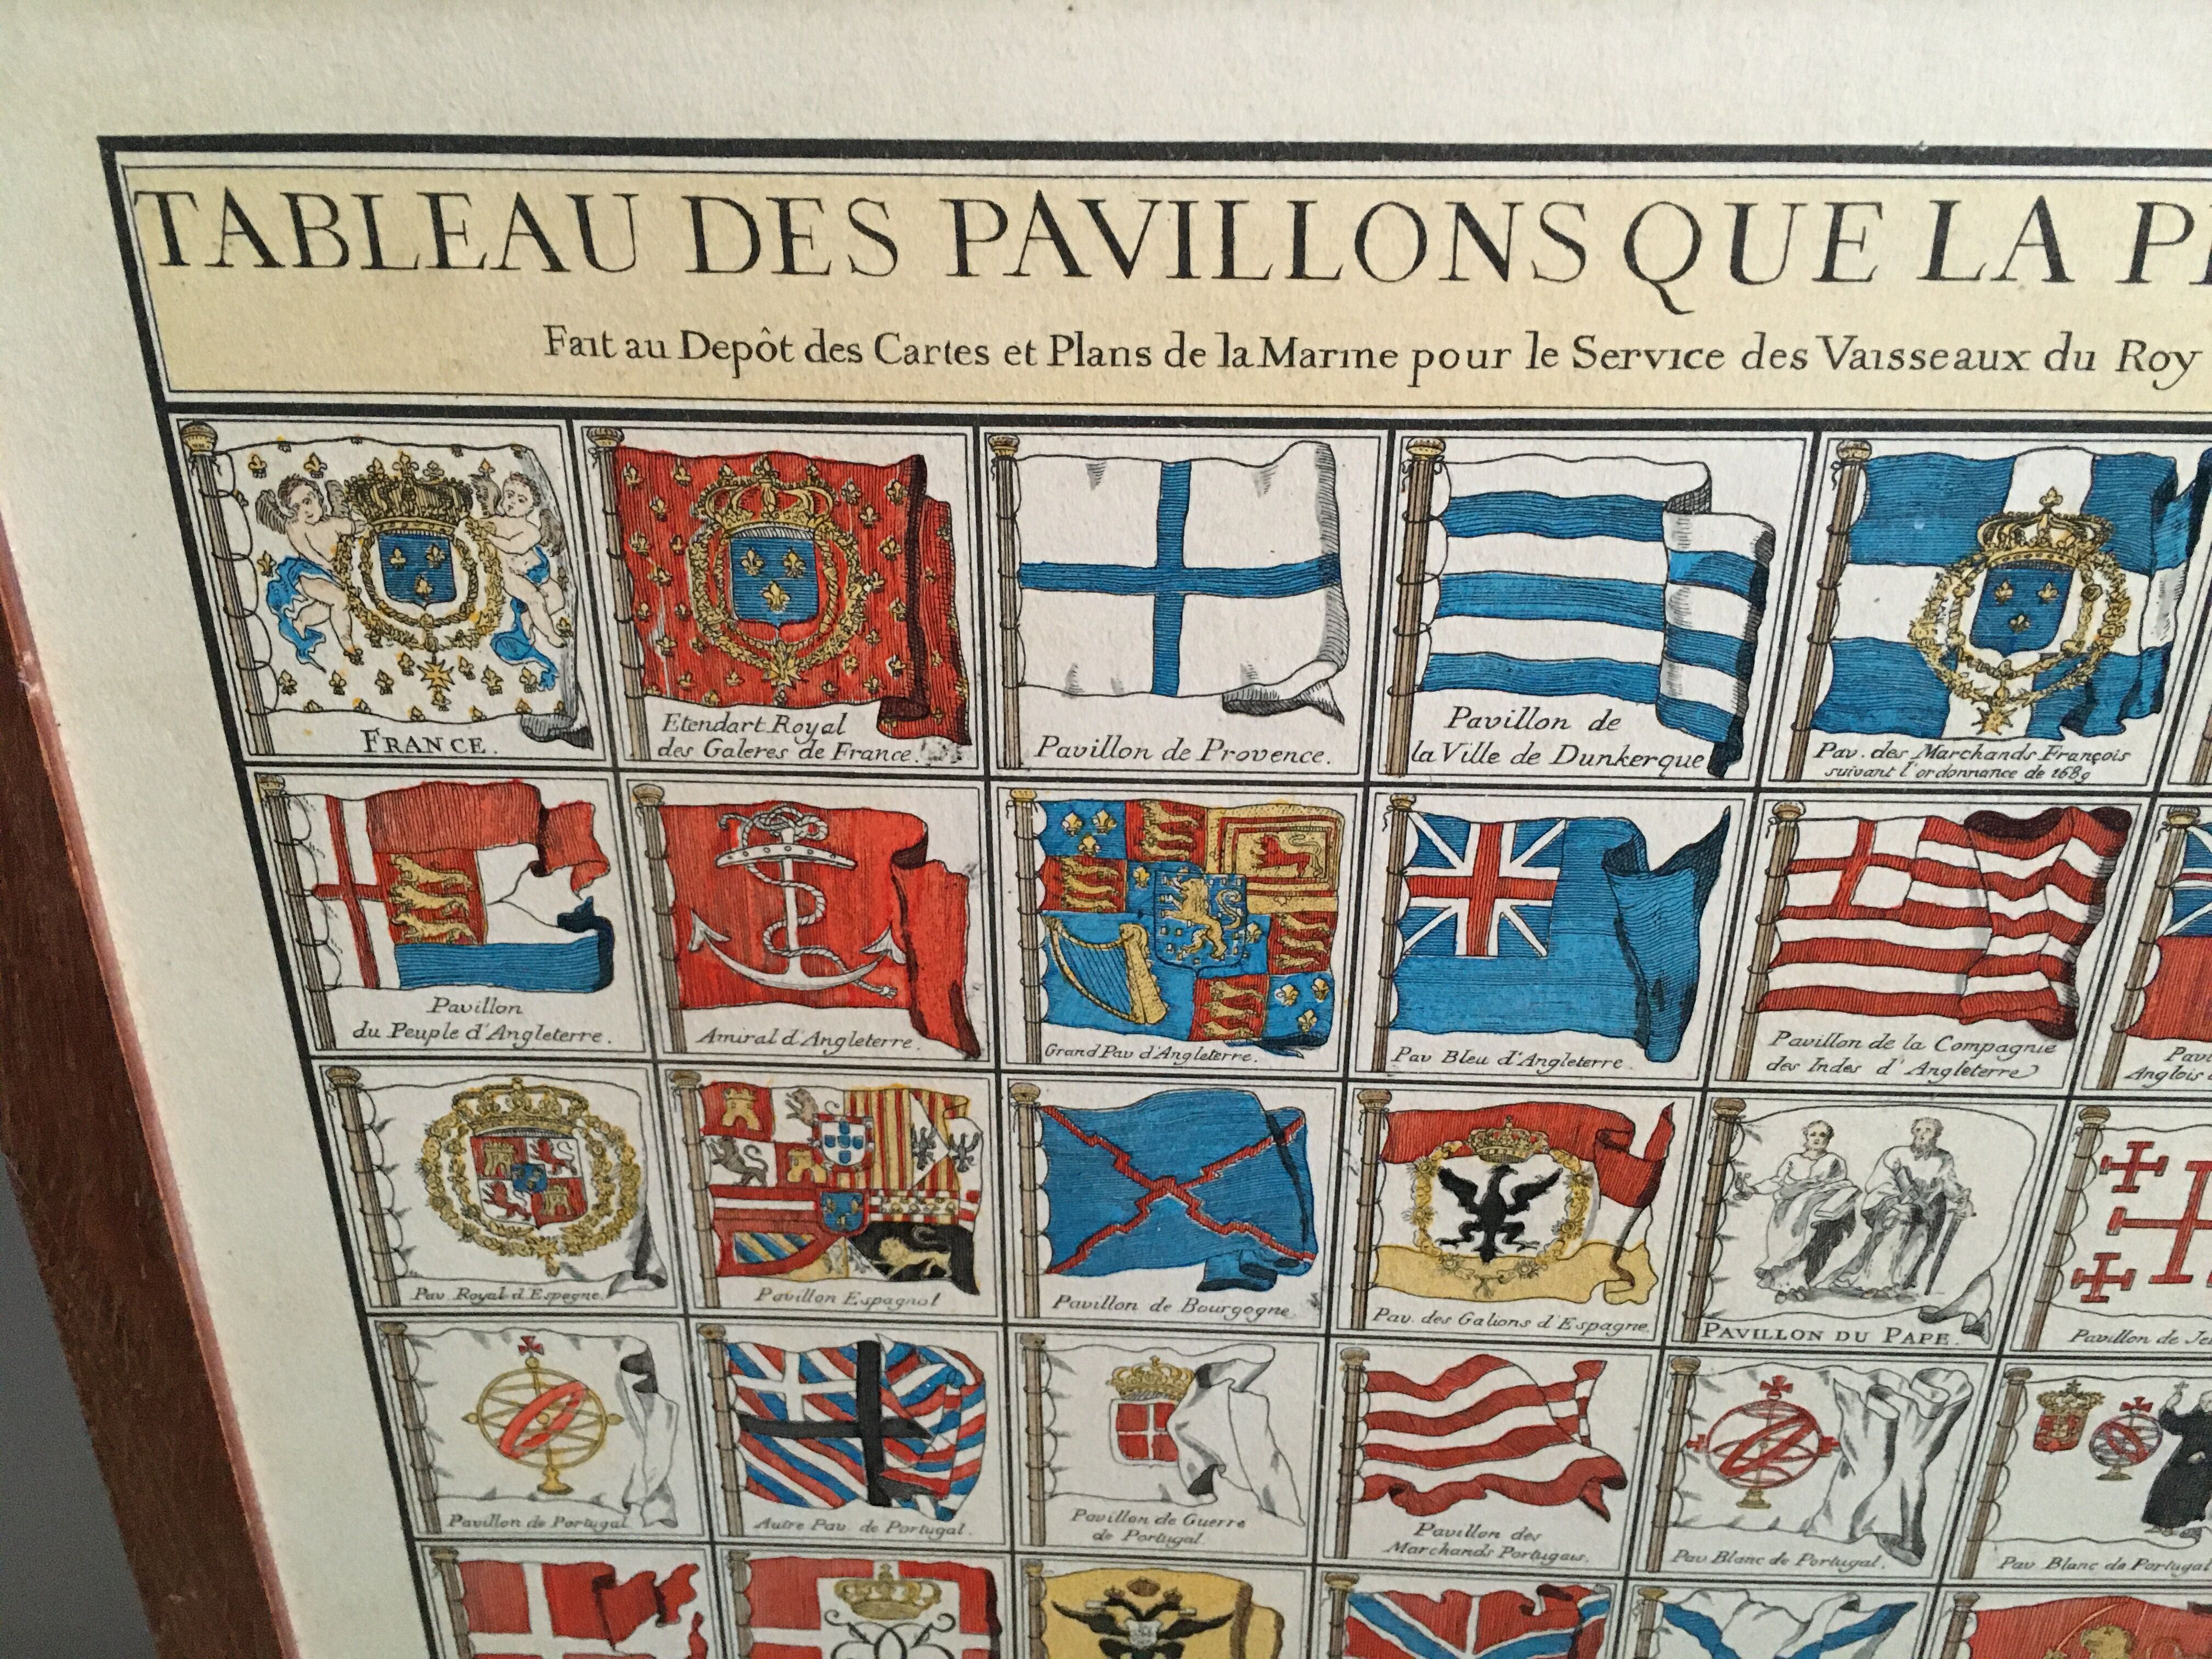 TABLEAU DES PAVILLONS QUE LA
Fait au Depôt des Cartes et Plans de la Marine pour le Service des Vaisseaux du Roy
FRANCE.
Etendart Royal
des Galeres de France.
Pavillon de Provence.
Pavillon de
la Ville de Dunkerque
Pav. des Marchands François
suivant l'ordonnance de 1689
Pavillon
du Peuple d'Angleterre.
Amiral d'Angleterre.
Grand Pav d'Angleterre.
Pav Bleu d'Angleterre
Pavillon de la Compagnie
des Indes d'Angleterre
Anglois
Pav. Royal d'Espegne.
Pavillon Espagnol
Pavillon de Bourgogne
Pav. des Galions d'Espagne
PAVILLON DU PAPE.
Pavillon de
Pavillon de Portugal
Autre Pav. de Portugal.
Pavillon de Guerre
de Portugal
Pavillon des
Marchands Portugais.
Pav Blanc de Portugal.
Pav Blanc de Portugal